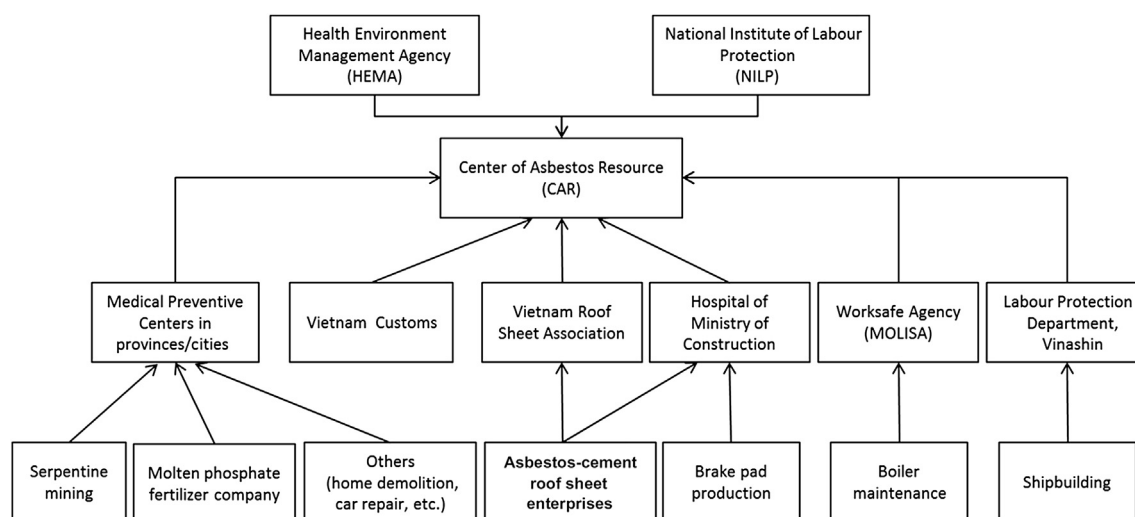 Health Environment
Management Agency
(HEMA)
National Institute of Labour
Protection
(NILP)
Center of Asbestos Resource
(CAR)
Medical Preventive
Centers in
provinces/cities
Vietnam Customs
Vietnam Roof
Sheet Association
Hospital of
Ministry of
Construction
Worksafe Agency
(MOLISA)
Labour Protection
Department,
Vinashin
Serpentine
mining
Molten phosphate
fertilizer company
Others
(home demolition,
car repair, etc.)
Asbestos-cement
roof sheet
enterprises
Brake pad
production
Boiler
maintenance
Shipbuilding